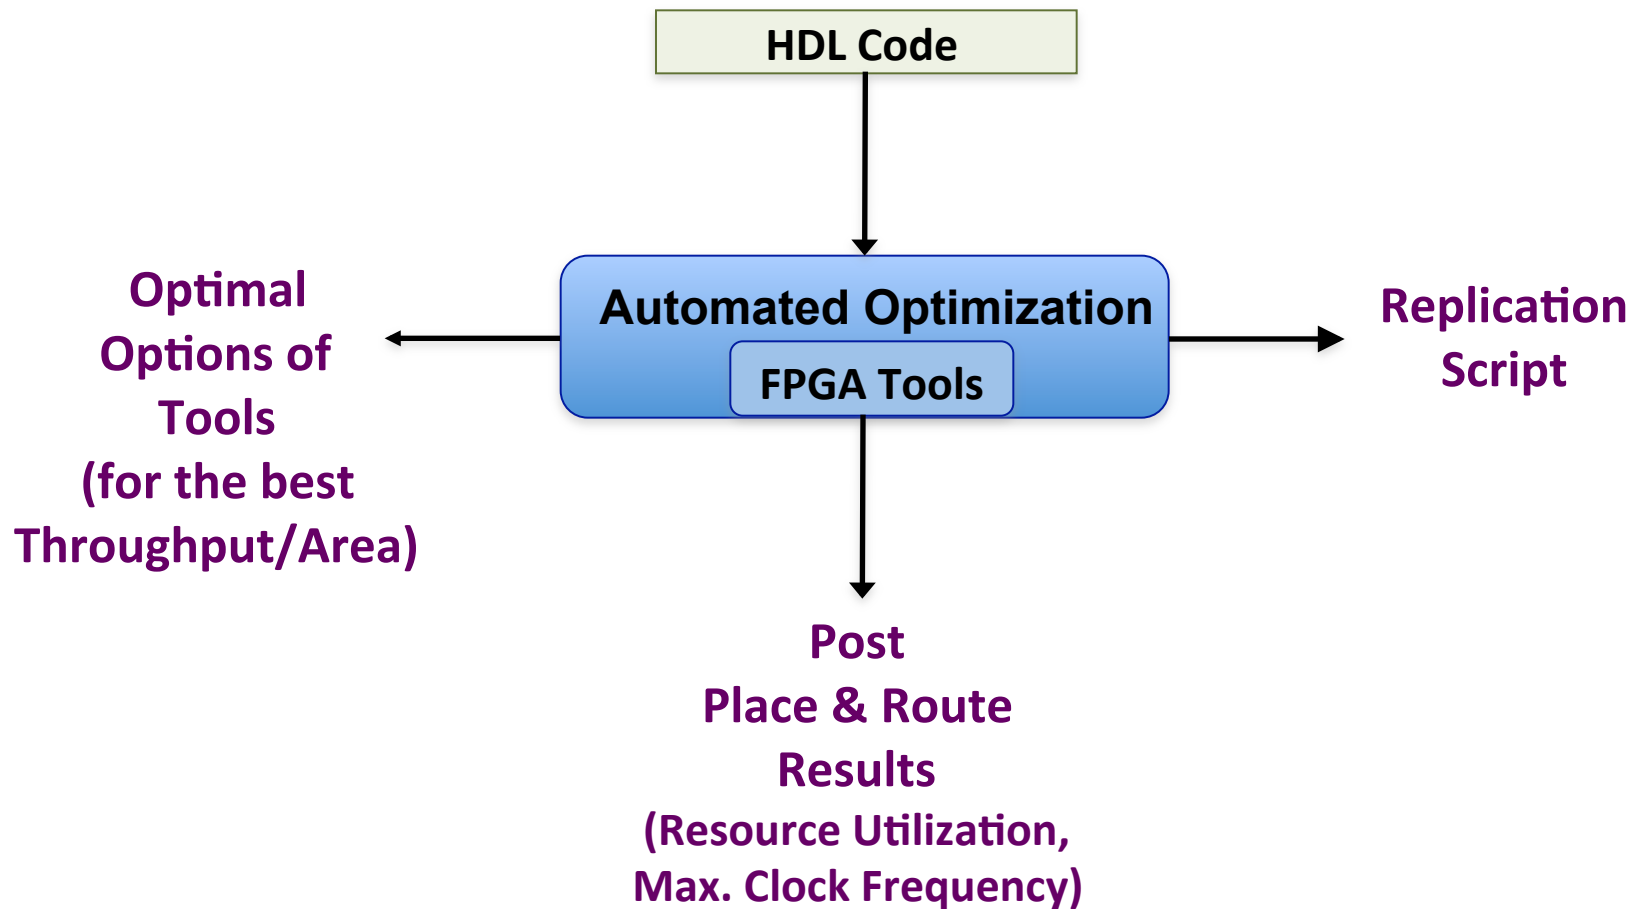 HDL Code
Automated Optimization
FPGA Tools
Optimal
Options of
Tools
(for the best
Throughput/Area)
Replication
Script
Post
Place & Route
Results
(Resource Utilization,
Max. Clock Frequency)